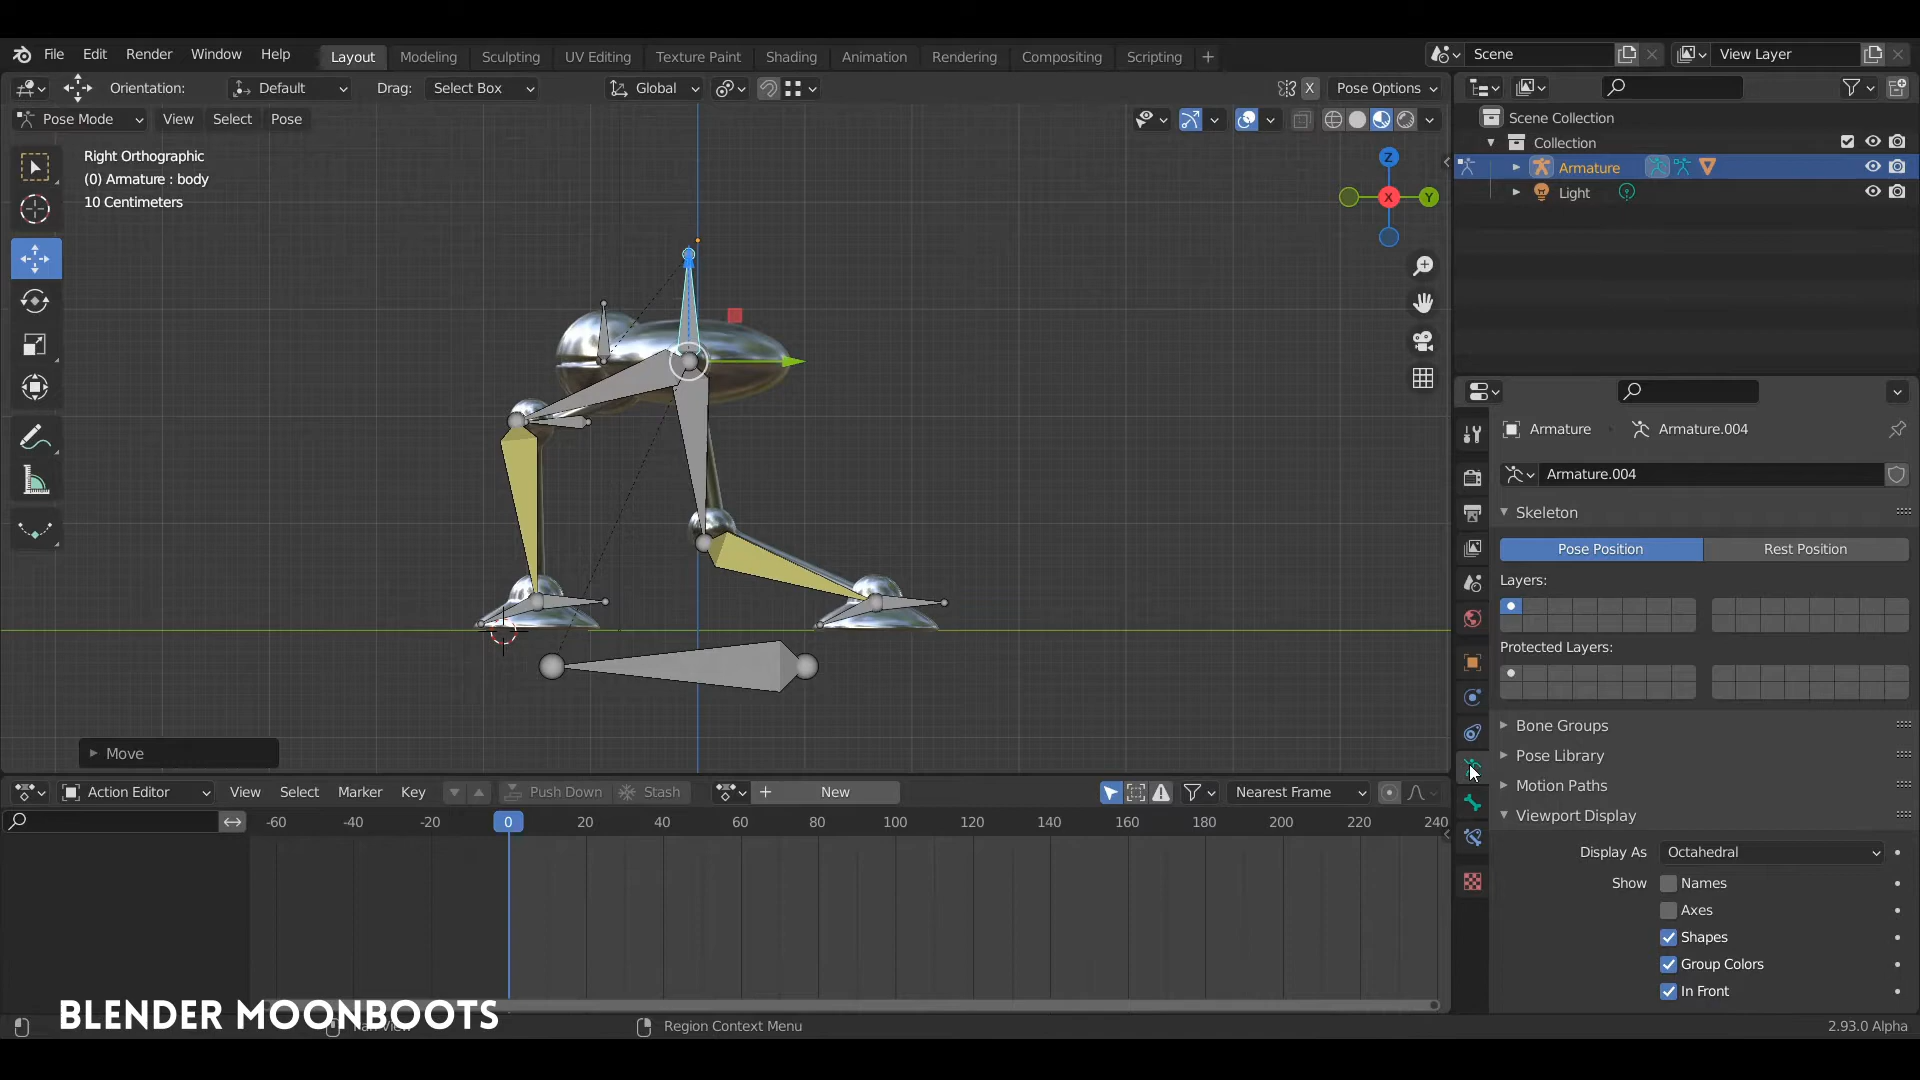 File Edit Render Window Help Layout Modeling Sculpting UV Editing Texture Paint Shading Animation Rendering Compositing Scripting + Scene View Layer
Orientation: Default Drag: Select Box Global X Pose Options
Pose Mode View Select Pose
Right Orthographic
(0) Armature : body
10 Centimeters
Z
X
Y
Move
Scene Collection
Collection
Armature
Light
Armature Armature.004
Armature.004
Skeleton
Pose Position Rest Position
Layers:
Protected Layers:
Bone Groups
Pose Library
Motion Paths
Viewport Display
Display As Octahedral
Show Names
Axes
Shapes
Group Colors
In Front
Action Editor View Select Marker Key Push Down Stash + New Nearest Frame
-60 -40 -20 0 20 40 60 80 100 120 140 160 180 200 220 240
BLENDER MOONBOOTS
Region Context Menu
2.93.0 Alpha